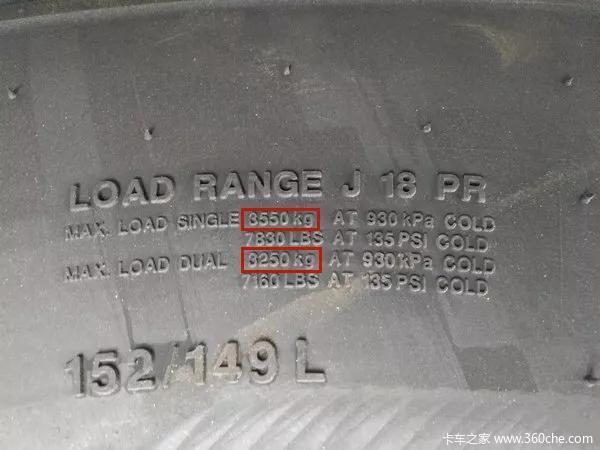 LOAD RANGE J 18 PR
MAX. LOAD SINGLE 3550 kg AT 930 kPa COLD
7830 LBS AT 135 PSI COLD
MAX. LOAD DUAL 3250 kg AT 930 kPa COLD
7160 LBS AT 135 PSI COLD
152/149 L
卡车之家 www.360che.com